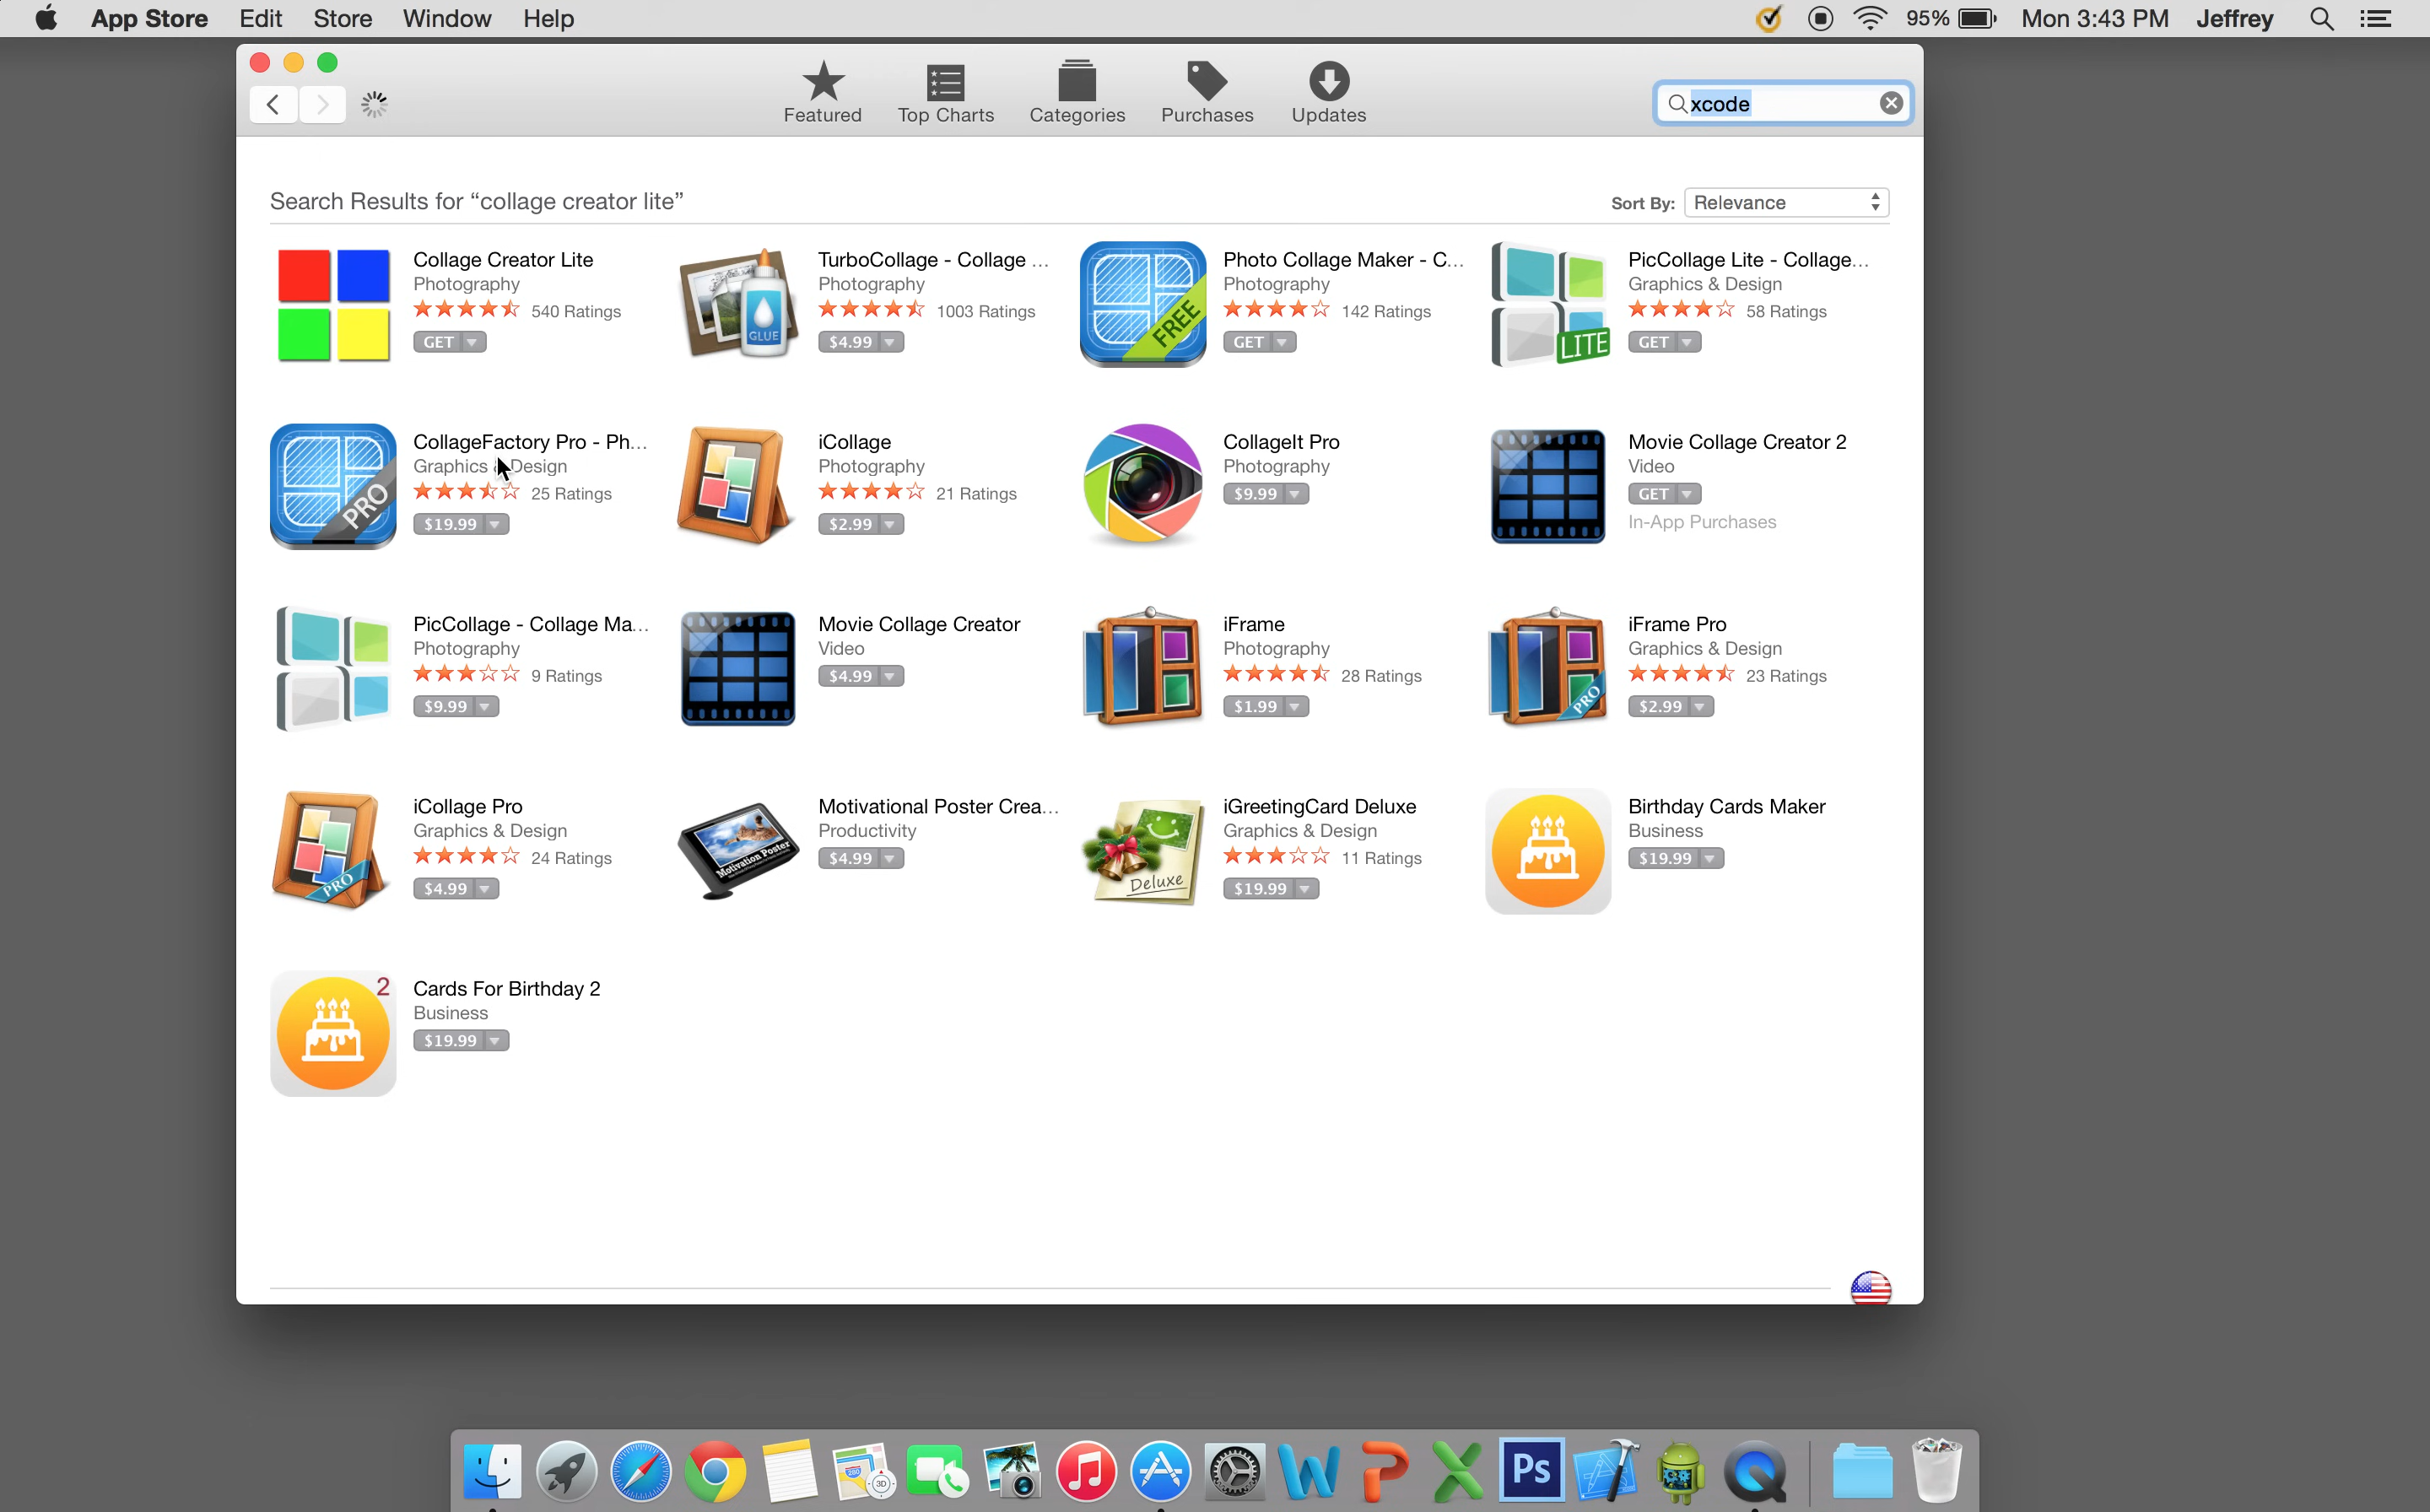 App Store Edit Store Window Help 95% Mon 3:43 PM Jeffrey
Featured Top Charts Categories Purchases Updates xcode
Search Results for “collage creator lite” Sort By: Relevance
Collage Creator Lite
Photography
540 Ratings
GET
TurboCollage - Collage ...
Photography
1003 Ratings
$4.99
GLUE
Photo Collage Maker - C...
Photography
142 Ratings
GET
FREE
PicCollage Lite - Collage...
Graphics & Design
58 Ratings
GET
LITE
CollageFactory Pro - Ph...
Graphics & Design
25 Ratings
$19.99
PRO
iCollage
Photography
21 Ratings
$2.99
CollageIt Pro
Photography
$9.99
Movie Collage Creator 2
Video
GET
In-App Purchases
PicCollage - Collage Ma...
Photography
9 Ratings
$9.99
Movie Collage Creator
Video
$4.99
iFrame
Photography
28 Ratings
$1.99
iFrame Pro
Graphics & Design
23 Ratings
$2.99
PRO
iCollage Pro
Graphics & Design
24 Ratings
$4.99
PRO
Motivational Poster Crea...
Productivity
$4.99
Motivation Poster
iGreetingCard Deluxe
Graphics & Design
11 Ratings
$19.99
Deluxe
Birthday Cards Maker
Business
$19.99
2
Cards For Birthday 2
Business
$19.99
280 3D Ps